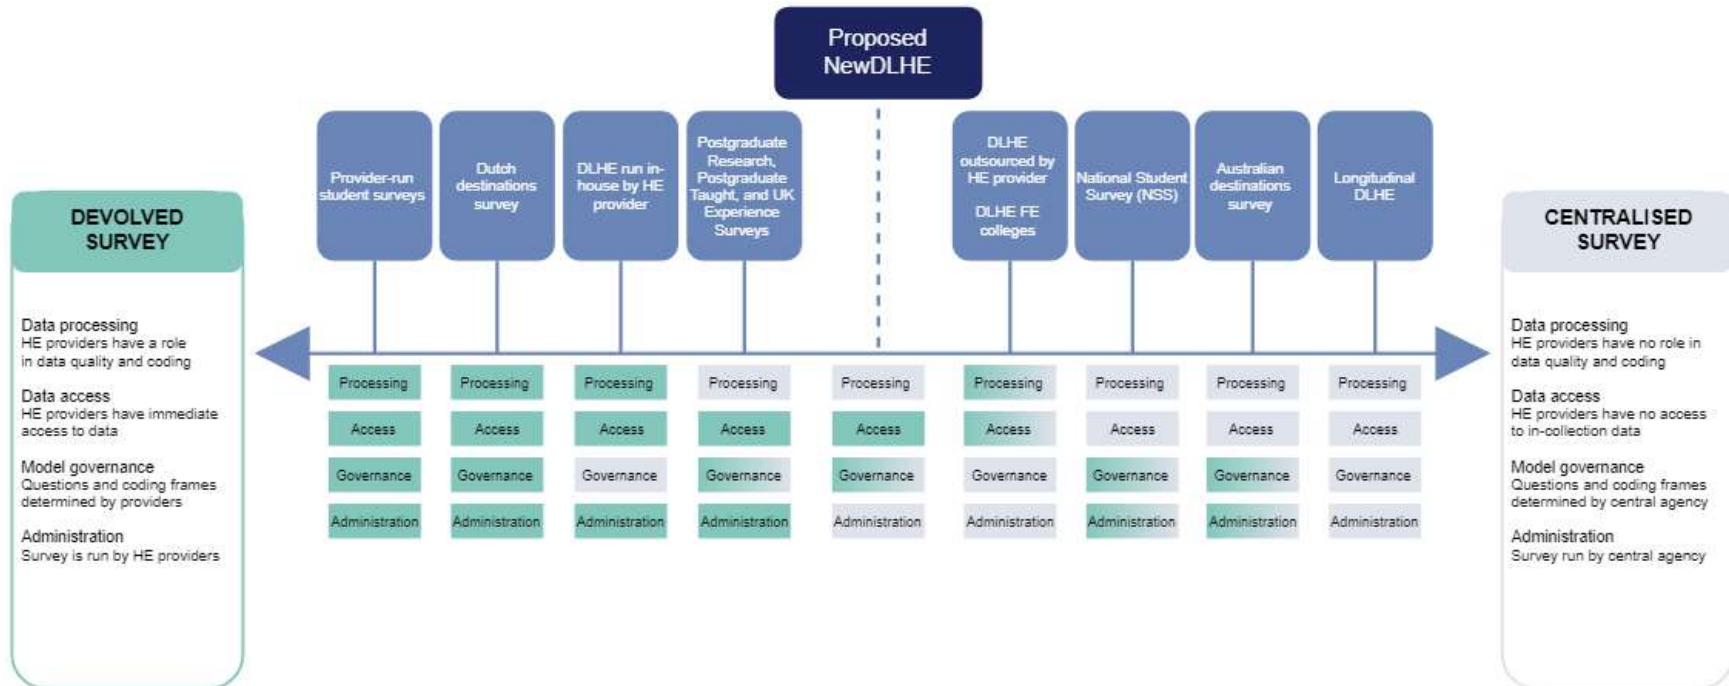 Proposed
NewDLHE
Provider-run
student surveys
Dutch
destinations
survey
DLHE run in-
house by HE
provider
Postgraduate
Research,
Postgraduate
Taught, and UK
Experience
Surveys
DLHE
outsourced by
HE provider
DLHE FE
colleges
National Student
Survey (NSS)
Australian
destinations
survey
Longitudinal
DLHE
DEVOLVED
SURVEY
Data processing
HE providers have a role
in data quality and coding
Data access
HE providers have immediate
access to data
Model governance
Questions and coding frames
determined by providers
Administration
Survey is run by HE providers
Processing Processing Processing Processing Processing Processing Processing Processing Processing
Access Access Access Access Access Access Access Access Access
Governance Governance Governance Governance Governance Governance Governance Governance Governance
Administration Administration Administration Administration Administration Administration Administration Administration Administration
CENTRALISED
SURVEY
Data processing
HE providers have no role in
data quality and coding
Data access
HE providers have no access
to in-collection data
Model governance
Questions and coding frames
determined by central agency
Administration
Survey run by central agency